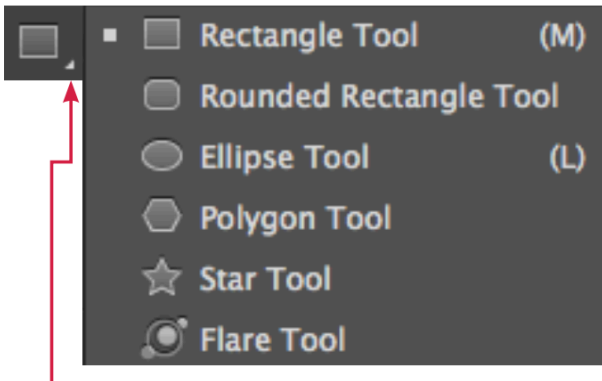 Rectangle Tool (M)
Rounded Rectangle Tool
Ellipse Tool (L)
Polygon Tool
Star Tool
Flare Tool